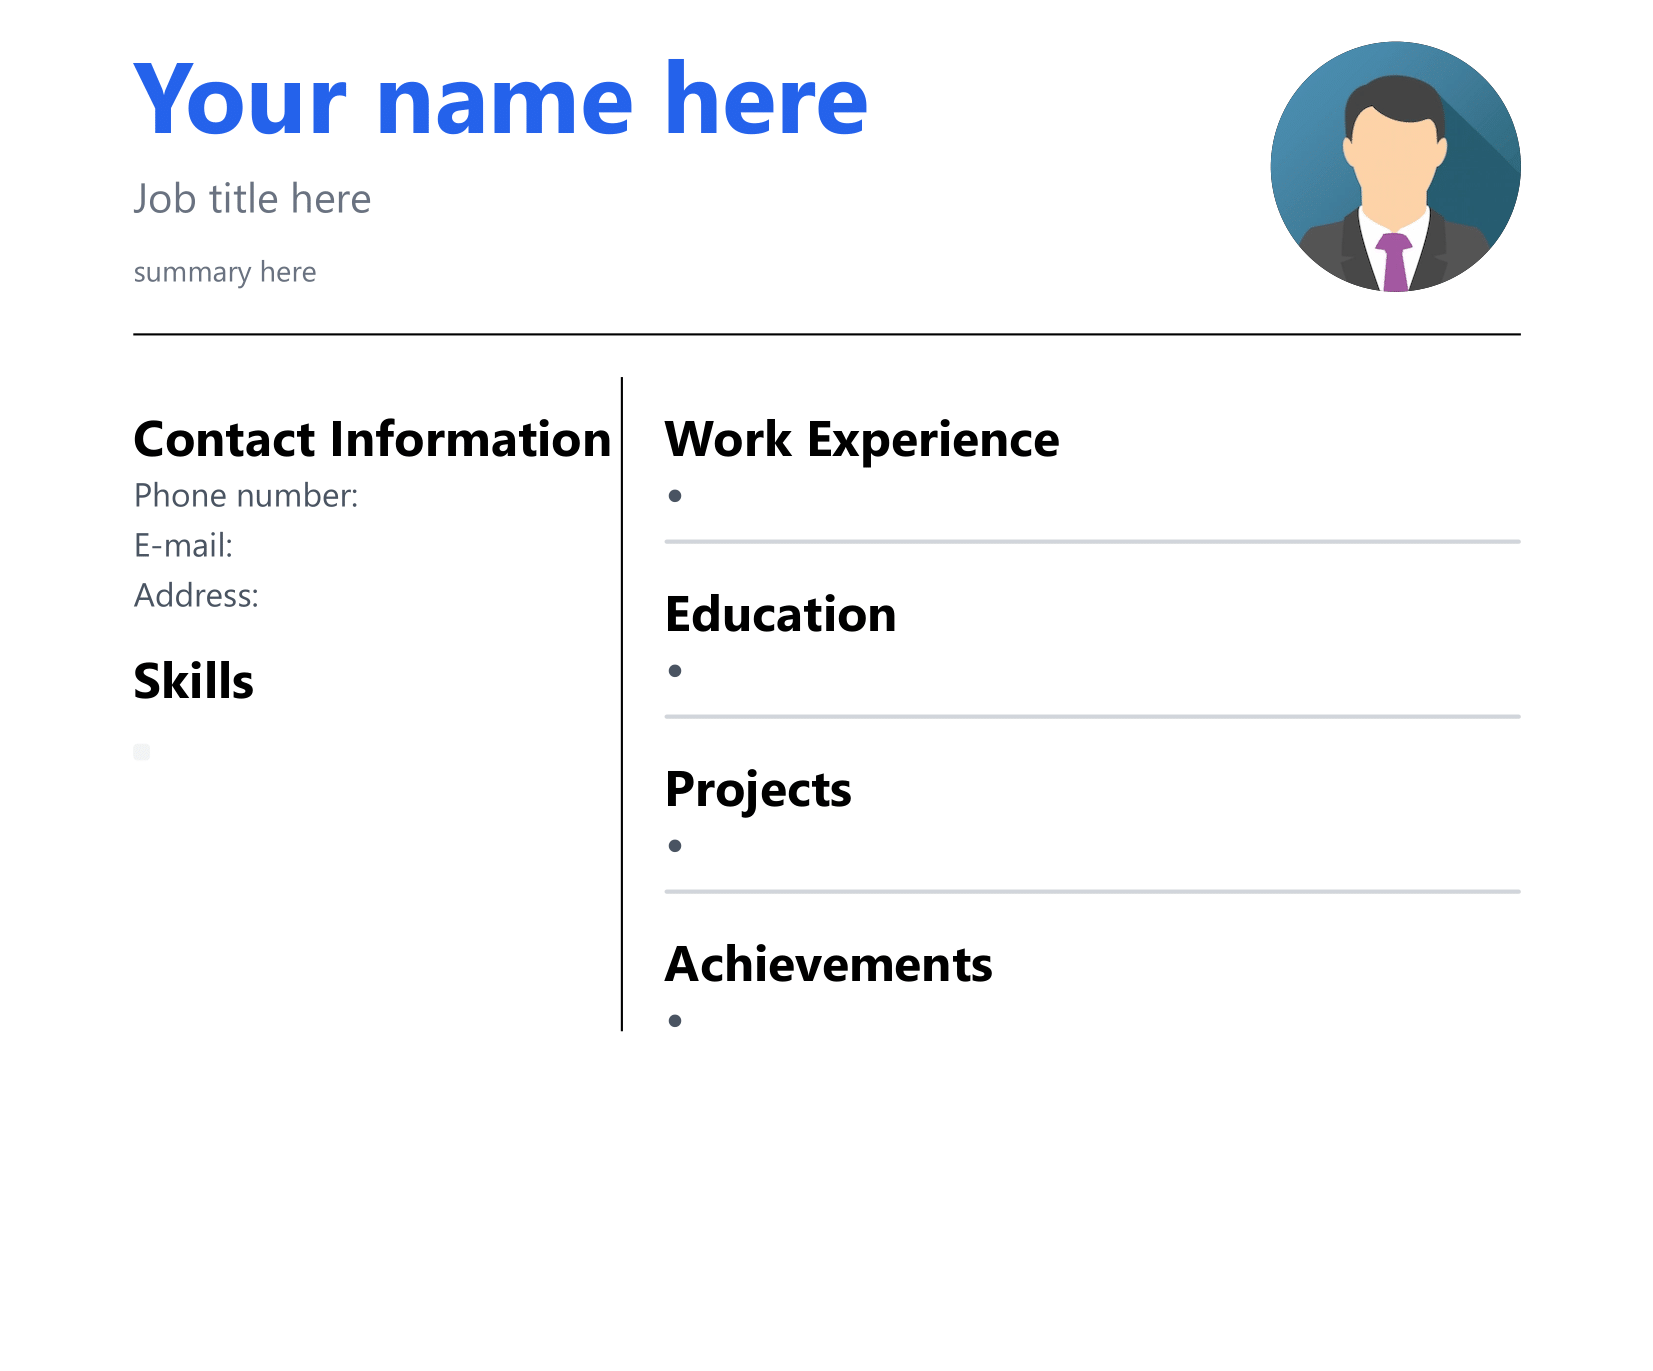 Your name here
Job title here
summary here
Contact Information
Phone number:
E-mail:
Address:
Skills
Work Experience
Education
Projects
Achievements